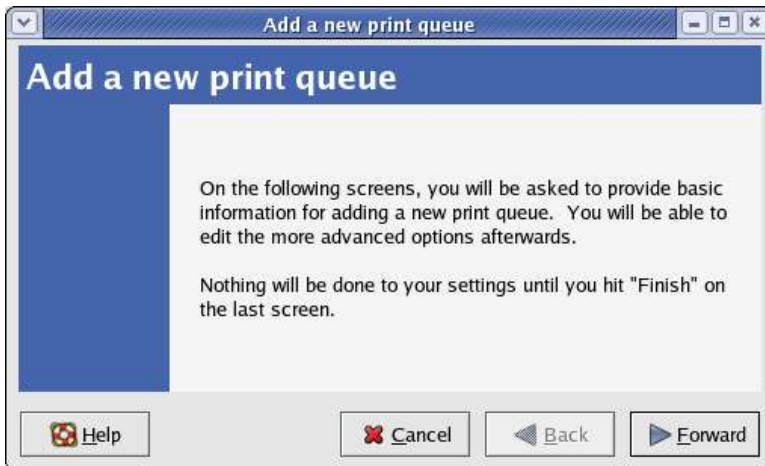 Add a new print queue
Add a new print queue
On the following screens, you will be asked to provide basic
information for adding a new print queue.  You will be able to
edit the more advanced options afterwards.
Nothing will be done to your settings until you hit "Finish" on
the last screen.
Help
Cancel
Back
Forward